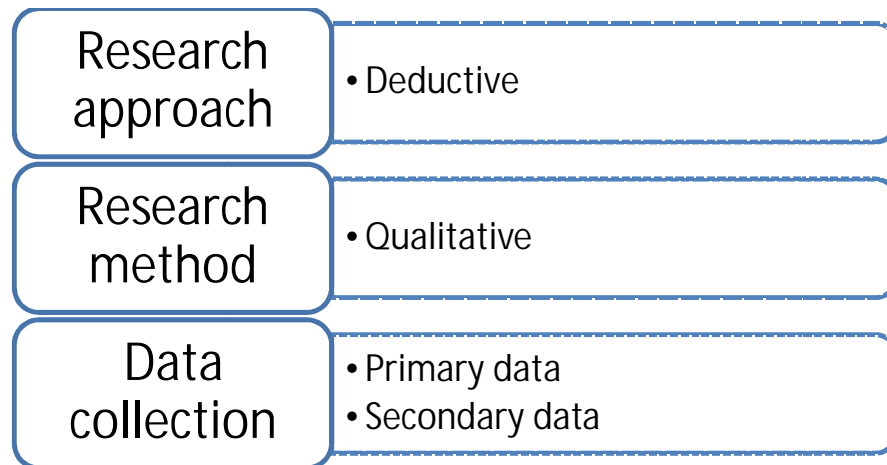 Research
approach
• Deductive
Research
method
• Qualitative
Data
collection
• Primary data
• Secondary data